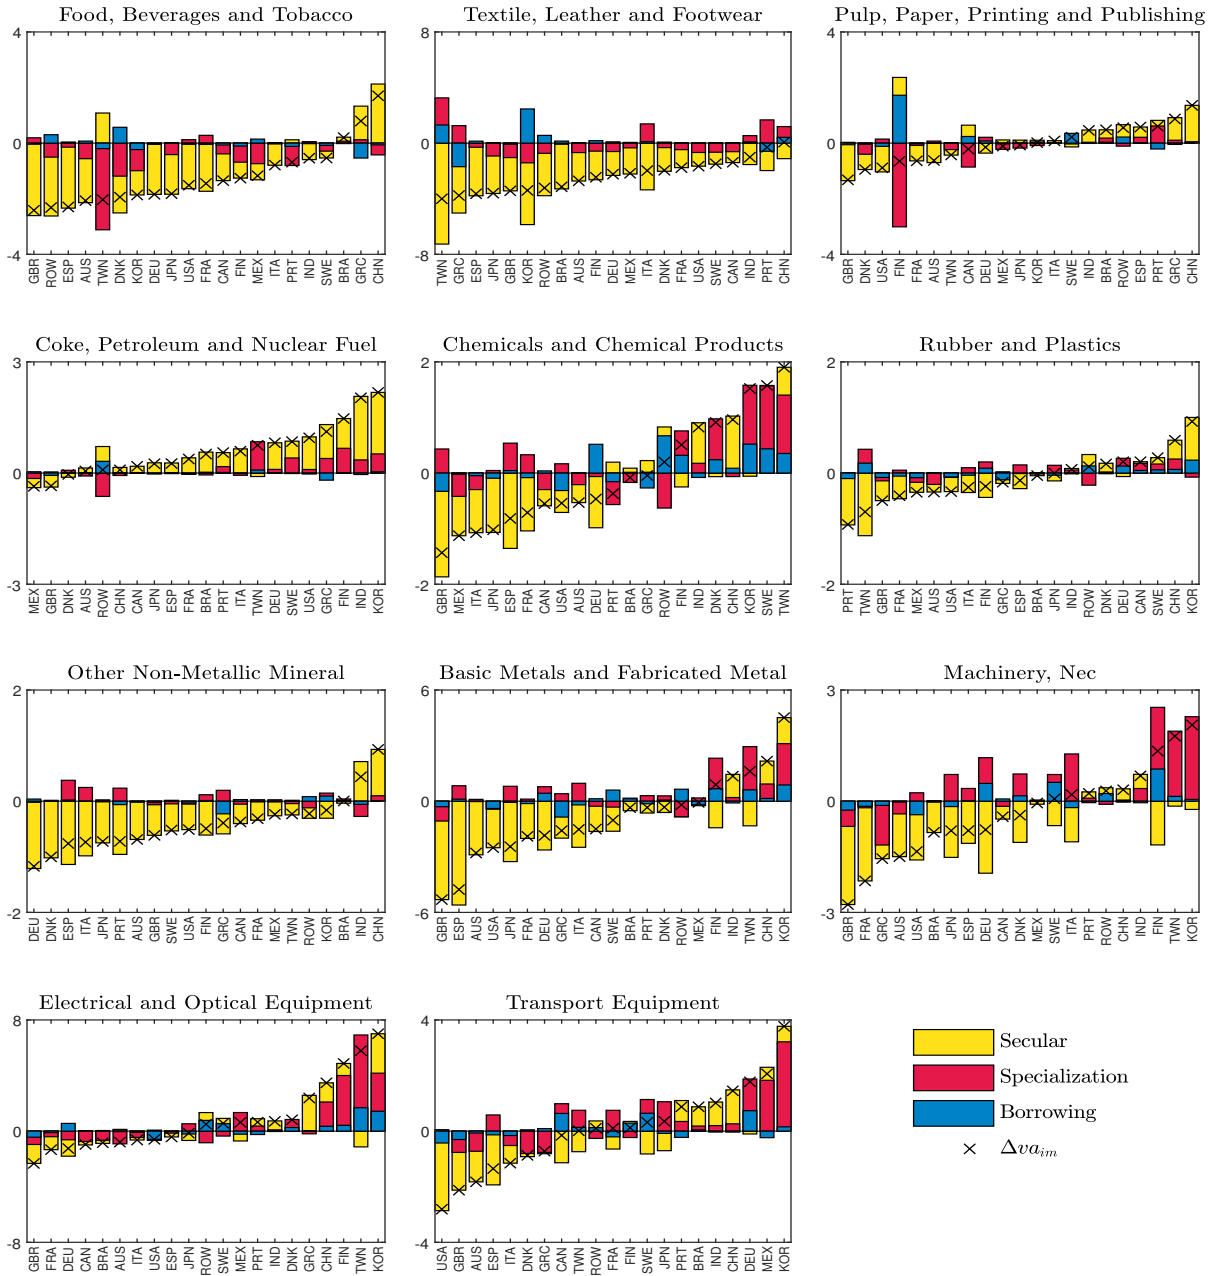 Food, Beverages and Tobacco
4
0
-4
GBR ROW ESP AUS TWN DNK KOR DEU JPN USA FRA CAN FIN MEX ITA PRT IND SWE BRA GRC CHN
Textile, Leather and Footwear
8
0
-8
TWN GRC ESP JPN GBR KOR ROW BRA AUS FIN DEU MEX ITA DNK FRA USA SWE CAN IND PRT CHN
Pulp, Paper, Printing and Publishing
4
0
-4
GBR DNK USA FIN FRA AUS TWN CAN DEU MEX JPN KOR ITA SWE IND BRA ROW ESP PRT GRC CHN
Coke, Petroleum and Nuclear Fuel
3
0
-3
MEX GBR DNK AUS ROW CHN CAN JPN ESP FRA BRA PRT ITA TWN DEU SWE USA GRC FIN IND KOR
Chemicals and Chemical Products
2
0
-2
GBR MEX ITA JPN ESP FRA CAN USA AUS DEU PRT BRA GRC ROW FIN IND DNK CHN KOR SWE TWN
Rubber and Plastics
2
0
-2
PRT TWN GBR FRA MEX AUS USA ITA FIN GRC ESP BRA JPN IND ROW DNK DEU CAN SWE CHN KOR
Other Non-Metallic Mineral
2
0
-2
DEU DNK ESP ITA JPN PRT AUS GBR SWE USA FIN GRC CAN FRA MEX TWN ROW KOR BRA IND CHN
Basic Metals and Fabricated Metal
6
0
-6
GBR ESP AUS USA JPN FRA DEU GRC ITA CAN SWE BRA PRT DNK ROW MEX FIN IND TWN CHN KOR
Machinery, Nec
3
0
-3
GBR FRA GRC AUS USA BRA JPN ESP DEU CAN DNK MEX SWE ITA PRT ROW CHN IND FIN TWN KOR
Electrical and Optical Equipment
8
0
-8
GBR FRA DEU CAN BRA AUS ITA USA ESP JPN ROW SWE MEX PRT IND DNK GRC CHN FIN TWN KOR
Transport Equipment
4
0
-4
USA GBR AUS ESP ITA DNK GRC CAN TWN ROW FRA FIN SWE JPN PRT BRA IND CHN DEU MEX KOR
Secular
Specialization
Borrowing
× Δva_im